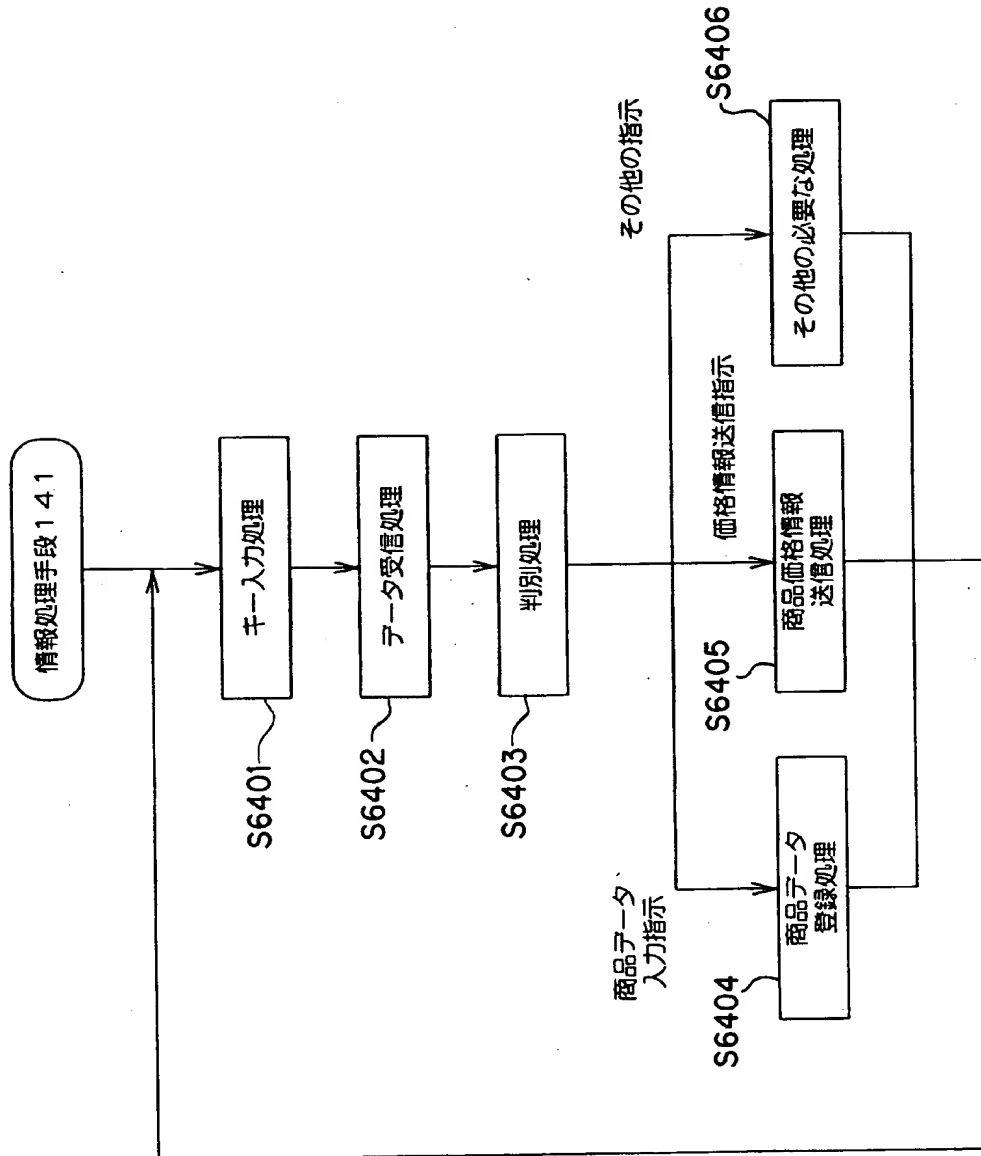 情報処理手段141
キー入力処理
S6401
データ受信処理
S6402
判別処理
S6403
商品データ
入力指示
価格情報送信指示
その他の指示
商品データ
登録処理
S6404
商品価格情報
送信処理
S6405
その他の必要な処理
S6406